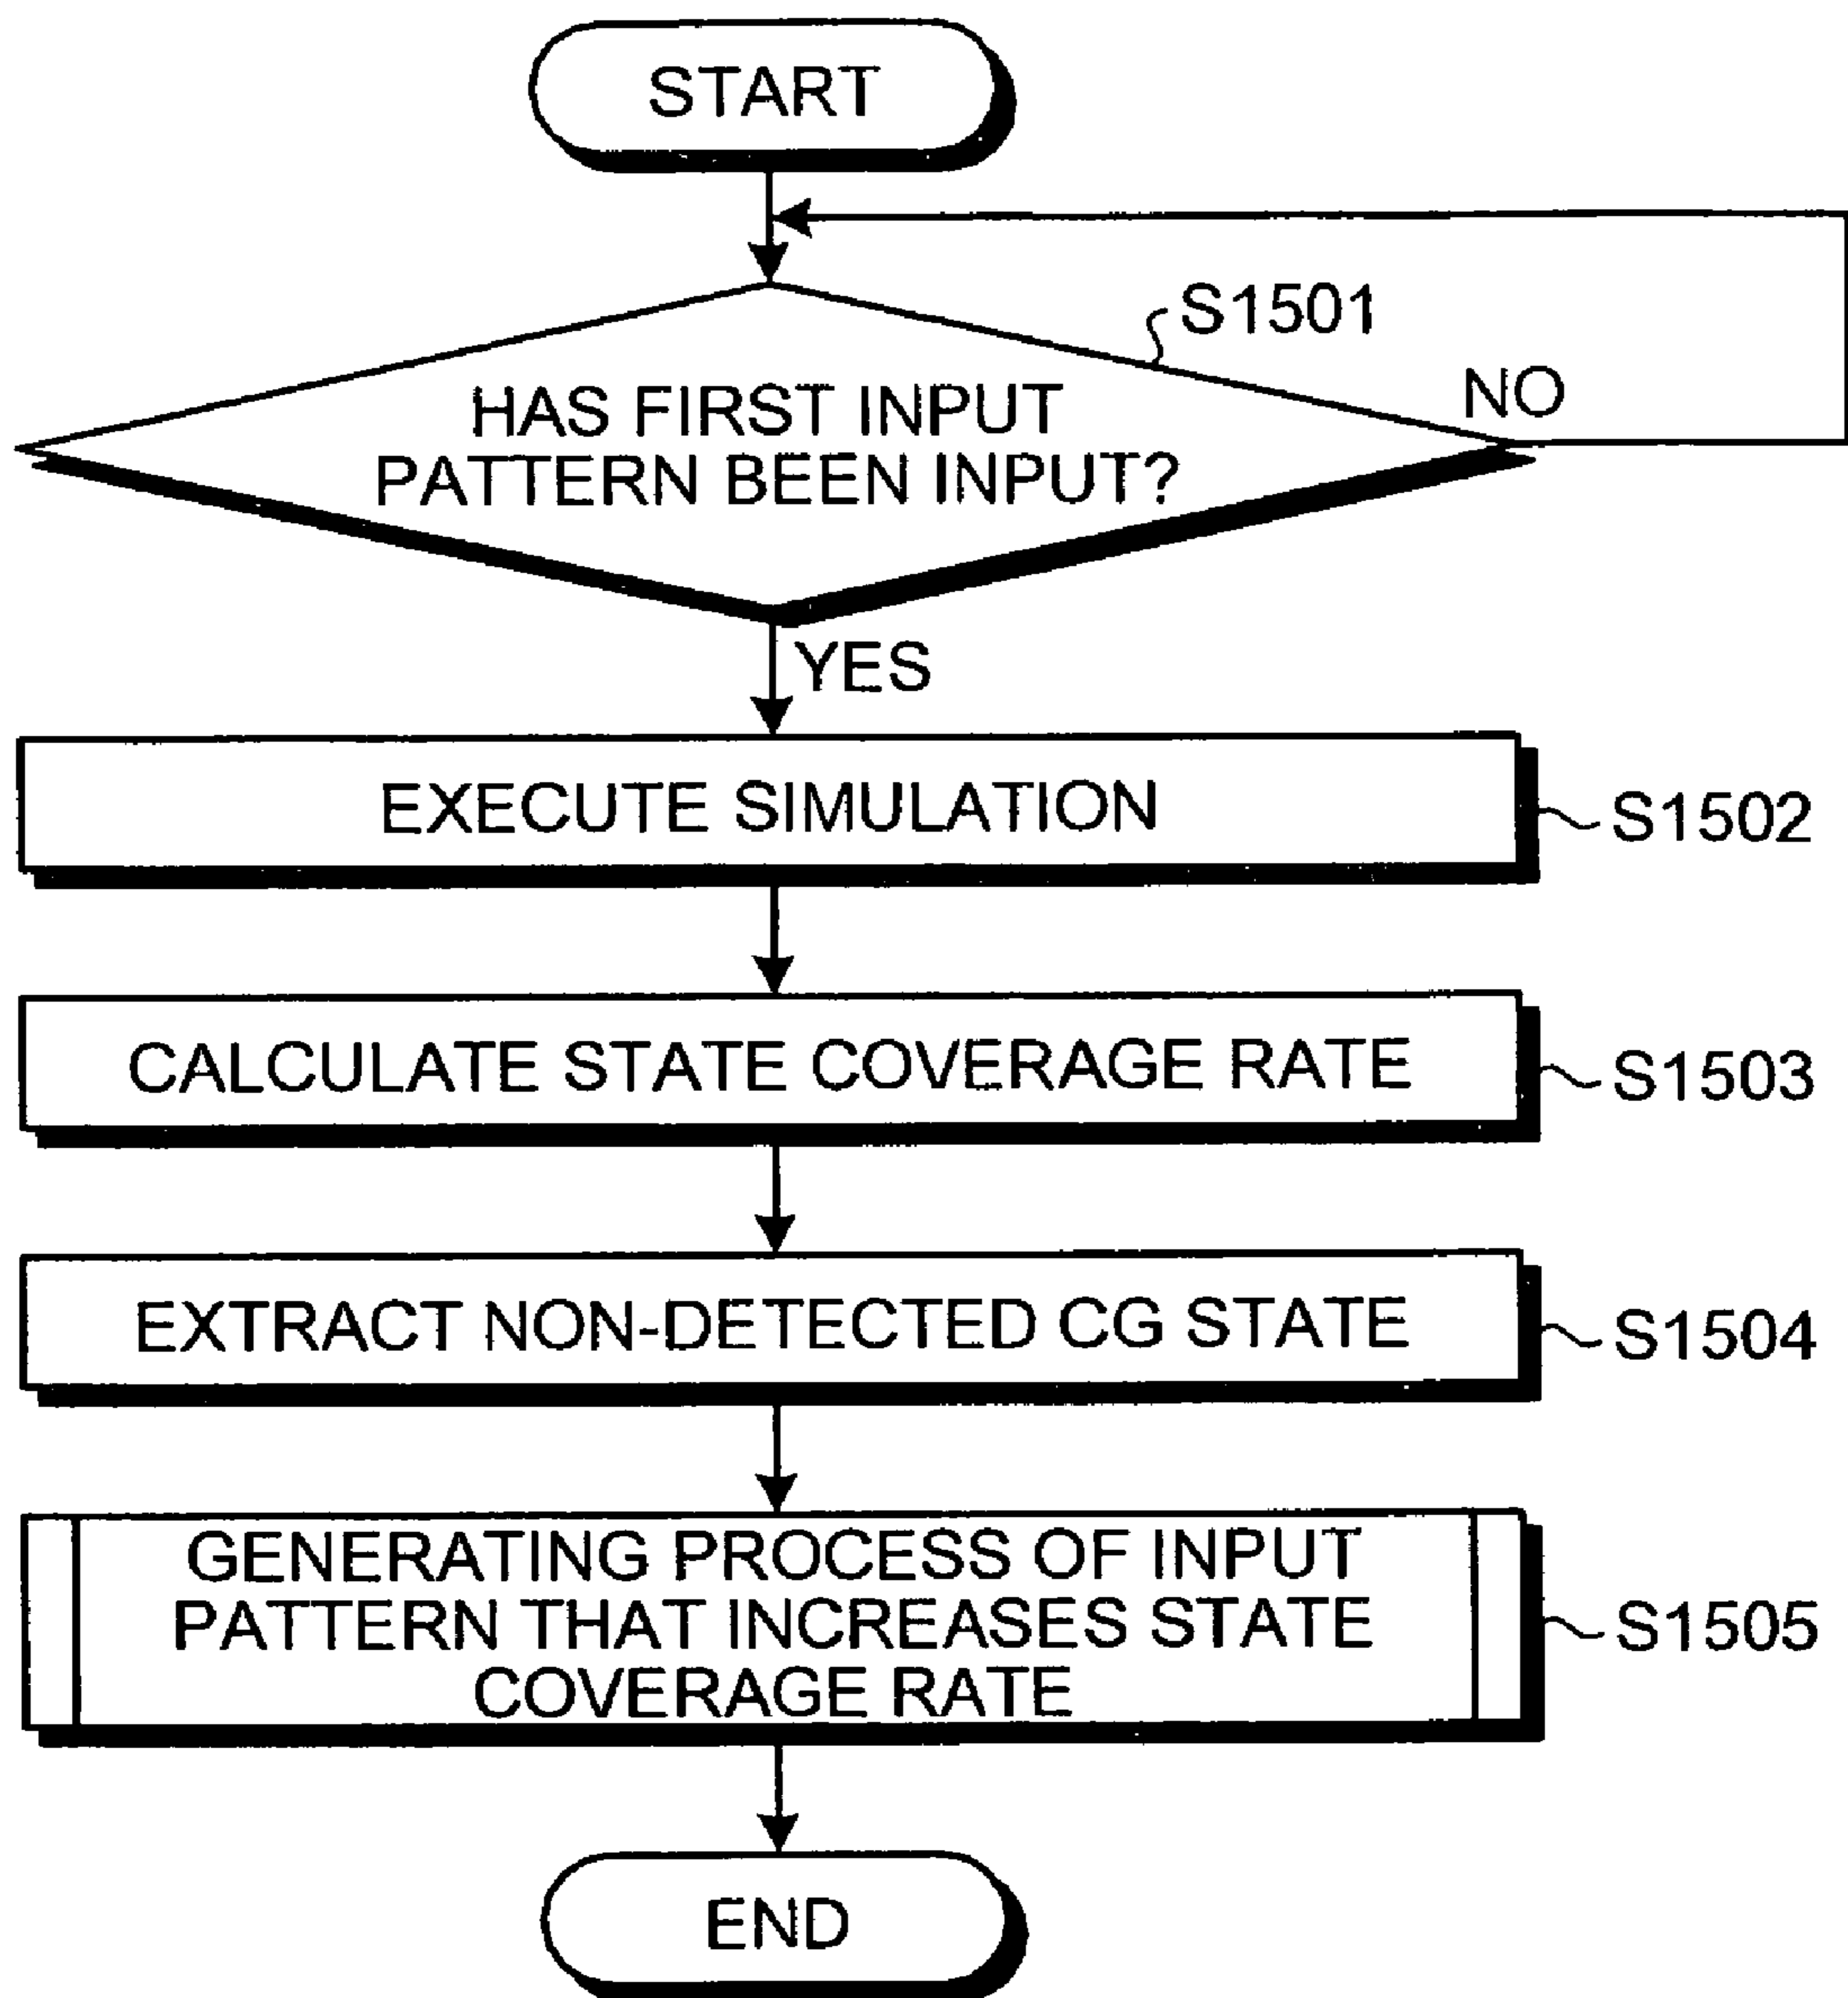 START
S1501
NO
HAS FIRST INPUT
PATTERN BEEN INPUT?
YES
EXECUTE SIMULATION
S1502
CALCULATE STATE COVERAGE RATE
S1503
EXTRACT NON-DETECTED CG STATE
S1504
GENERATING PROCESS OF INPUT
PATTERN THAT INCREASES STATE
COVERAGE RATE
S1505
END